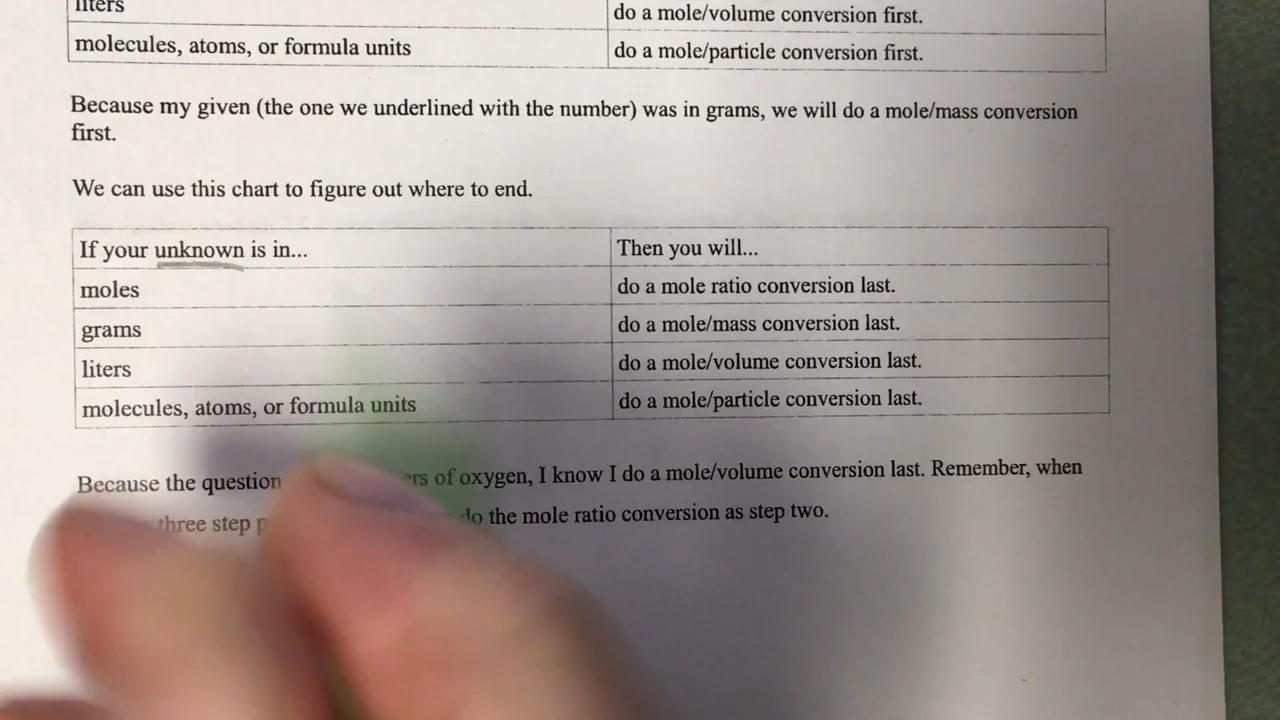 liters
do a mole/volume conversion first.
molecules, atoms, or formula units
do a mole/particle conversion first.
Because my given (the one we underlined with the number) was in grams, we will do a mole/mass conversion
first.
We can use this chart to figure out where to end.
If your unknown is in...
Then you will...
moles
do a mole ratio conversion last.
grams
do a mole/mass conversion last.
liters
do a mole/volume conversion last.
molecules, atoms, or formula units
do a mole/particle conversion last.
Because the question of oxygen, I know I do a mole/volume conversion last. Remember, when
three step do the mole ratio conversion as step two.